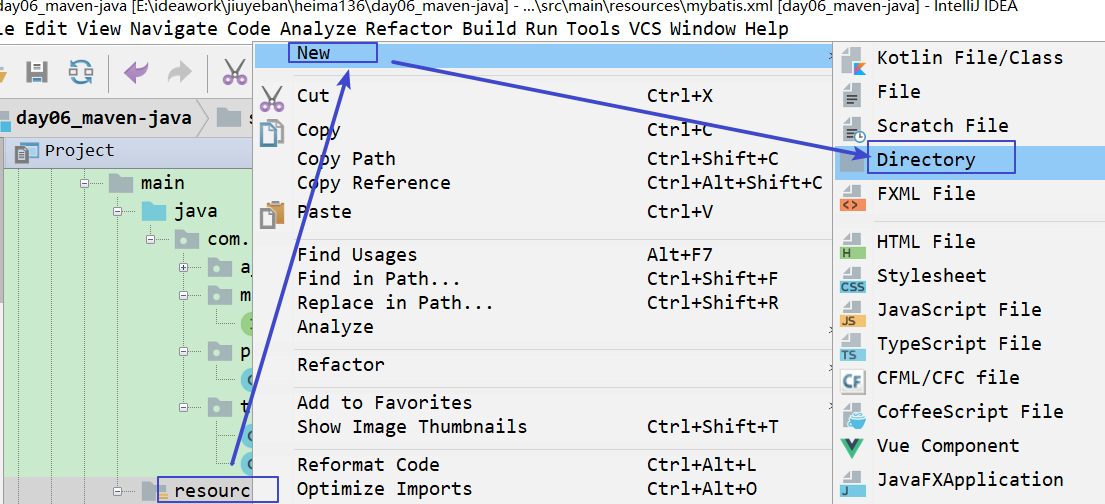 day06_maven-java [E:\ideawork\jiuyeban\heima136\day06_maven-java] - ...\src\main\resources\mybatis.xml [day06_maven-java] - IntelliJ IDEA
le Edit View Navigate Code Analyze Refactor Build Run Tools VCS Window Help
day06_maven-java
Project
main
java
com.
m
p
t
resourc
New
Cut Ctrl+X
Copy Ctrl+C
Copy Path Ctrl+Shift+C
Copy Reference Ctrl+Alt+Shift+C
Paste Ctrl+V
Find Usages Alt+F7
Find in Path... Ctrl+Shift+F
Replace in Path... Ctrl+Shift+R
Analyze
Refactor
Add to Favorites
Show Image Thumbnails Ctrl+Shift+T
Reformat Code Ctrl+Alt+L
Optimize Imports Ctrl+Alt+O
Kotlin File/Class
File
Scratch File
Directory
FXML File
H HTML File
CSS Stylesheet
JS JavaScript File
TS TypeScript File
CF CFML/CFC file
CoffeeScript File
Vue Component
J JavaFXApplication